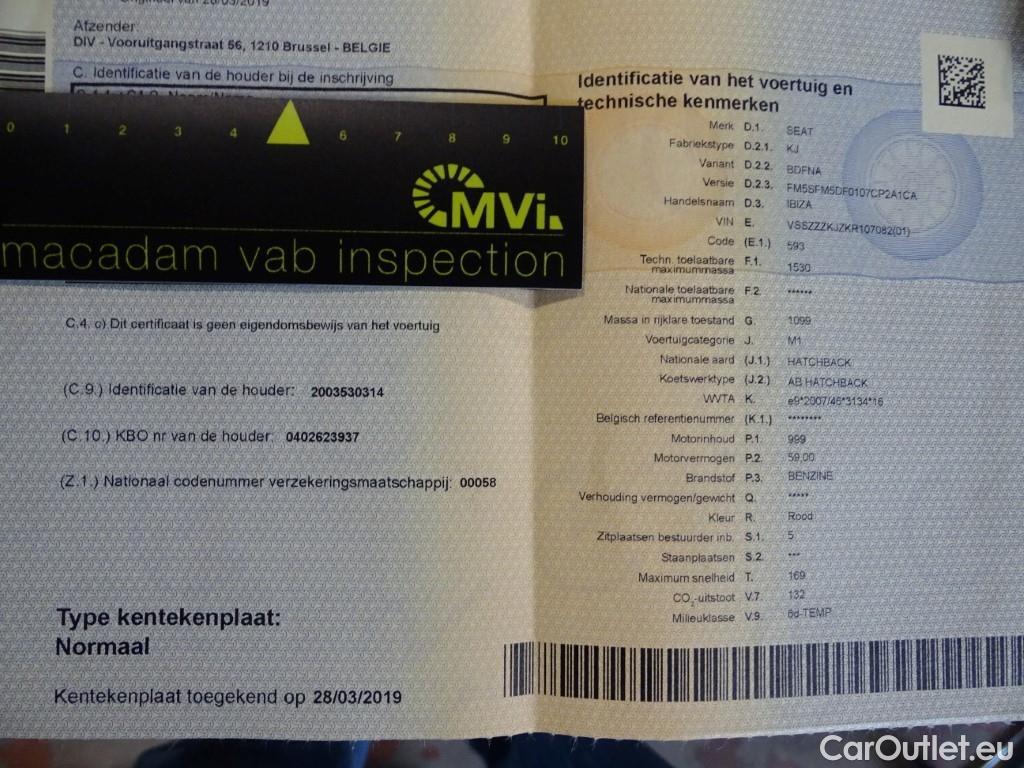 Afzender:
DIV - Vooruitgangstraat 56, 1210 Brussel - BELGIE
C. Identificatie van de houder bij de inschrijving
0 1 2 3 4 6 7 8 9 10
MVi.
macadam vab inspection
C.4. c) Dit certificaat is geen eigendomsbewijs van het voertuig
(C.9.) Identificatie van de houder: 2003530314
(C.10.) KBO nr van de houder: 0402623937
(Z.1.) Nationaal codenummer verzekeringsmaatschappij: 00058
Type kentekenplaat:
Normaal
Kentekenplaat toegekend op 28/03/2019
Identificatie van het voertuig en
technische kenmerken
Merk D.1. SEAT
Fabriekstype D.2.1. KJ
Variant D.2.2. BDFNA
Versie D.2.3. FM5SFM5DF0107CP2A1CA
Handelsnaam D.3. IBIZA
VIN E. VSSZZZKJZKR107082(01)
Code (E.1.) 593
Techn. toelaatbare
maximummassa F.1. 1530
Nationale toelaatbare
maximummassa F.2. ******
Massa in rijklare toestand G. 1099
Voertuigcategorie J. M1
Nationale aard (J.1.) HATCHBACK
Koetswerktype (J.2.) AB HATCHBACK
WVTA K. e9*2007/46*3134*16
Belgisch referentienummer (K.1.) ********
Motorinhoud P.1. 999
Motorvermogen P.2. 59,00
Brandstof P.3. BENZINE
Verhouding vermogen/gewicht Q. *****
Kleur R. Rood
Zitplaatsen bestuurder inb. S.1. 5
Staanplaatsen S.2. ***
Maximum snelheid T. 169
CO2-uitstoot V.7. 132
Milieuklasse V.9. 6d-TEMP
CarOutlet.eu